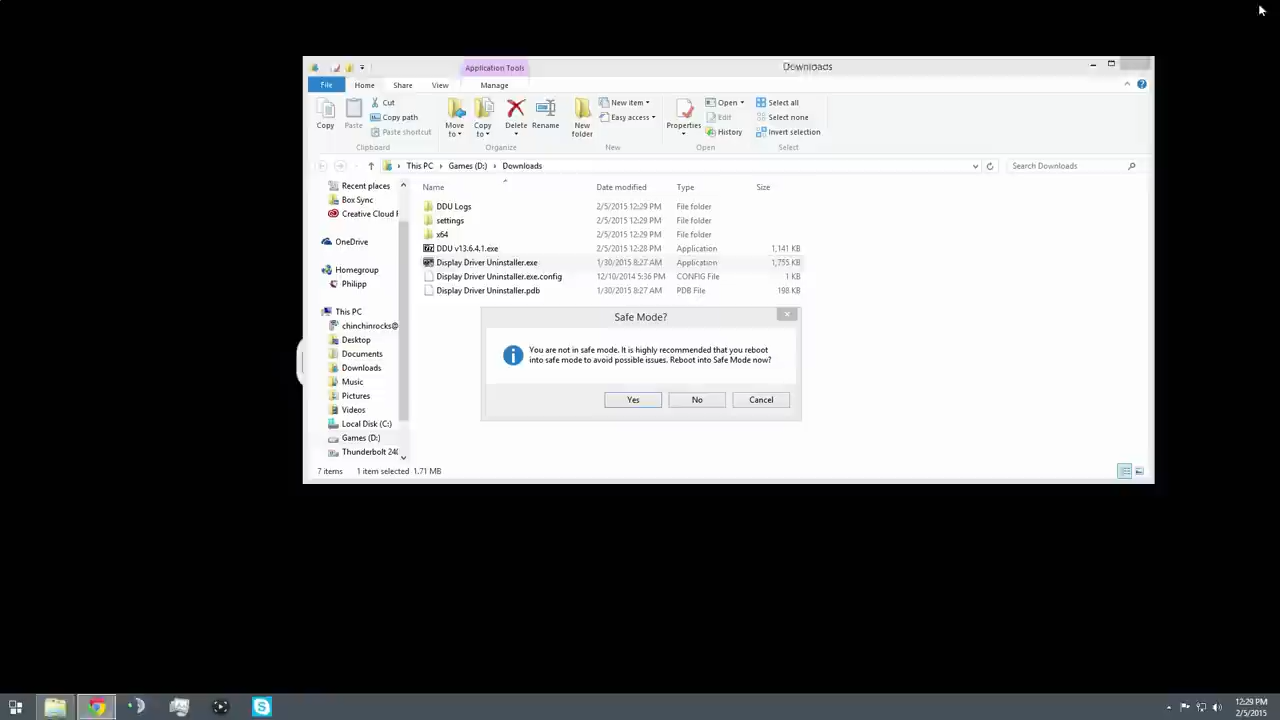 Application Tools
Downloads
File Home Share View Manage
Copy
Paste
Cut
Copy path
Paste shortcut
Clipboard
Move to
Copy to
Delete
Rename
Organize
New folder
New item
Easy access
New
Properties
Open
Edit
History
Open
Select all
Select none
Invert selection
Select
This PC Games (D:) Downloads
Search Downloads
Recent places
Box Sync
Creative Cloud F
OneDrive
Homegroup
Philipp
This PC
chinchinrocks@
Desktop
Documents
Downloads
Music
Pictures
Videos
Local Disk (C:)
Games (D:)
Thunderbolt 240
Name Date modified Type Size
DDU Logs 2/5/2015 12:29 PM File folder
settings 2/5/2015 12:29 PM File folder
x64 2/5/2015 12:29 PM File folder
DDU v13.6.4.1.exe 2/5/2015 12:28 PM Application 1,141 KB
Display Driver Uninstaller.exe 1/30/2015 8:27 AM Application 1,755 KB
Display Driver Uninstaller.exe.config 12/10/2014 5:36 PM CONFIG File 1 KB
Display Driver Uninstaller.pdb 1/30/2015 8:27 AM PDB File 198 KB
Safe Mode?
You are not in safe mode. It is highly recommended that you reboot
into safe mode to avoid possible issues. Reboot into Safe Mode now?
Yes No Cancel
7 items 1 item selected 1.71 MB
12:29 PM
2/5/2015